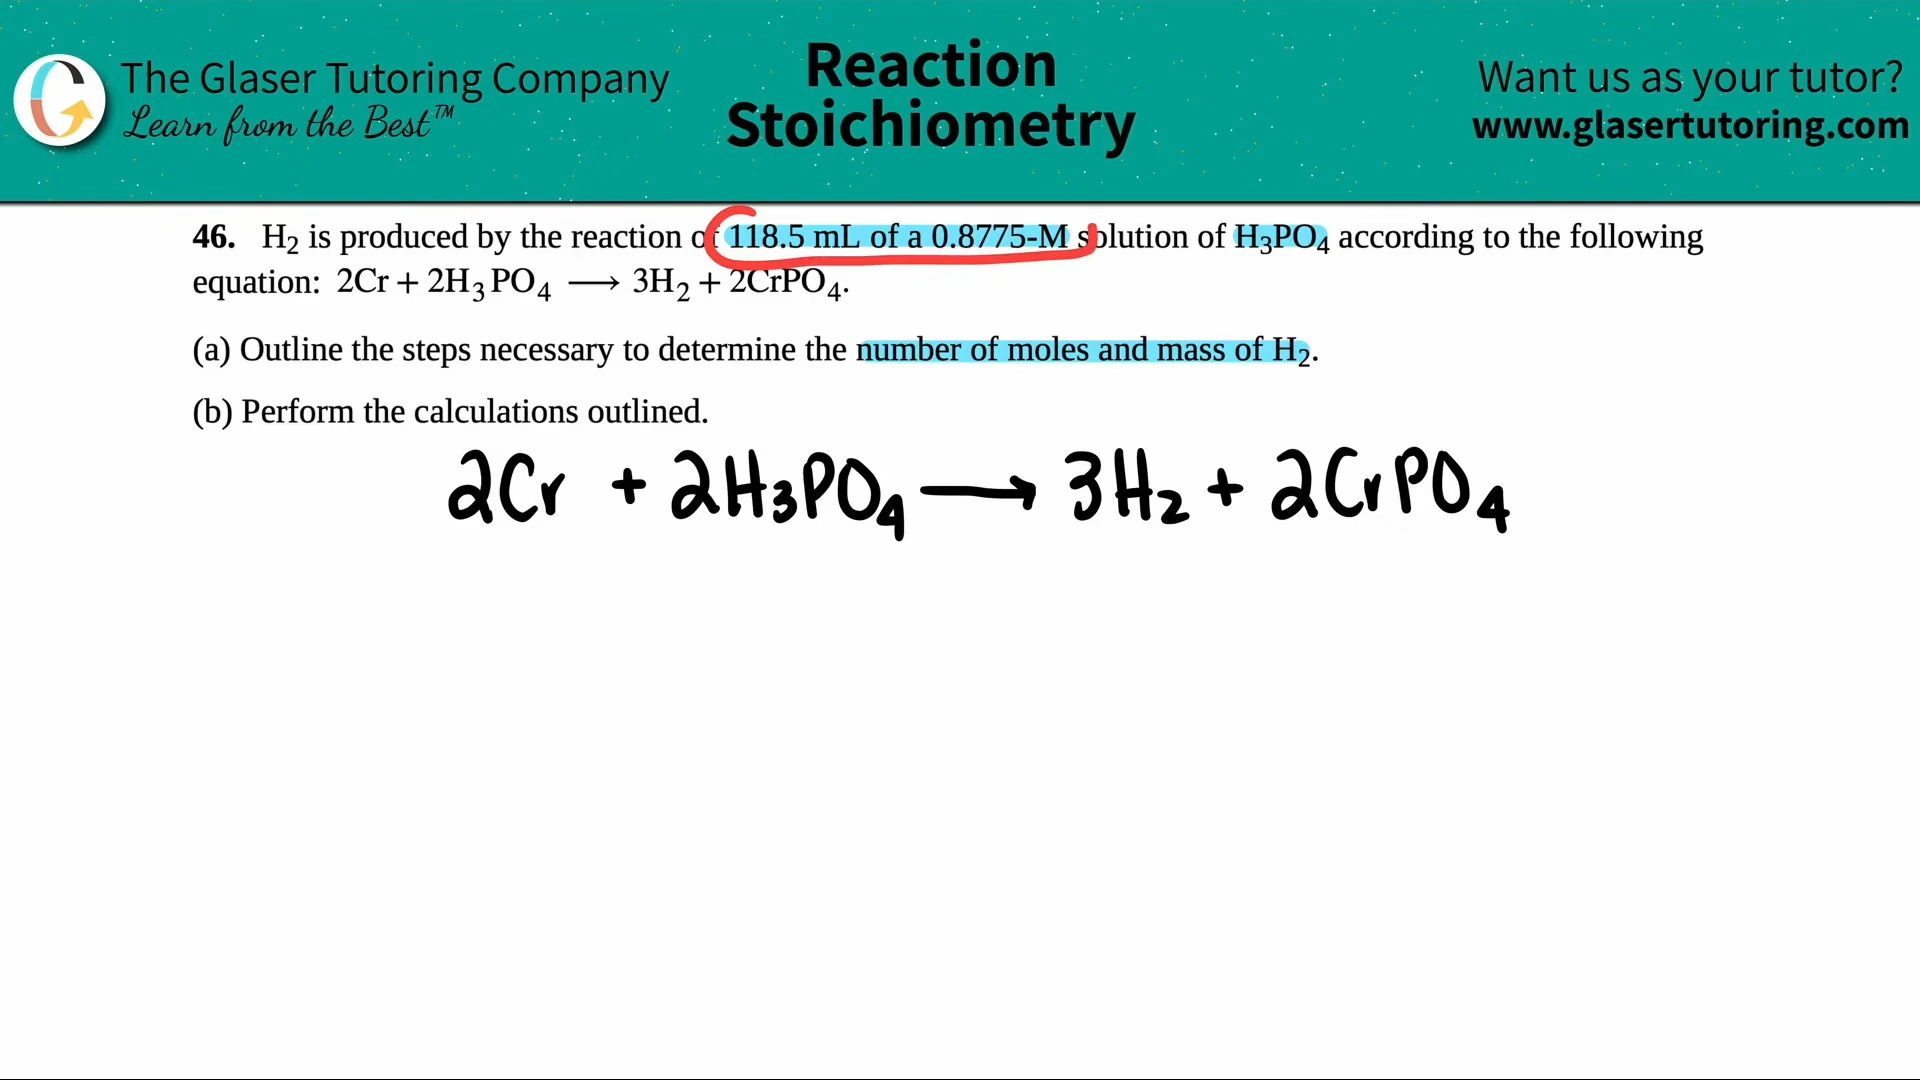 The Glaser Tutoring Company
Learn from the Best™
Reaction
Stoichiometry
Want us as your tutor?
www.glasertutoring.com
46. H₂ is produced by the reaction of 118.5 mL of a 0.8775-M solution of H₃PO₄ according to the following
equation: 2Cr + 2H₃PO₄ ⟶ 3H₂ + 2CrPO₄.
(a) Outline the steps necessary to determine the number of moles and mass of H₂.
(b) Perform the calculations outlined.
2Cr + 2H₃PO₄ ⟶ 3H₂ + 2CrPO₄